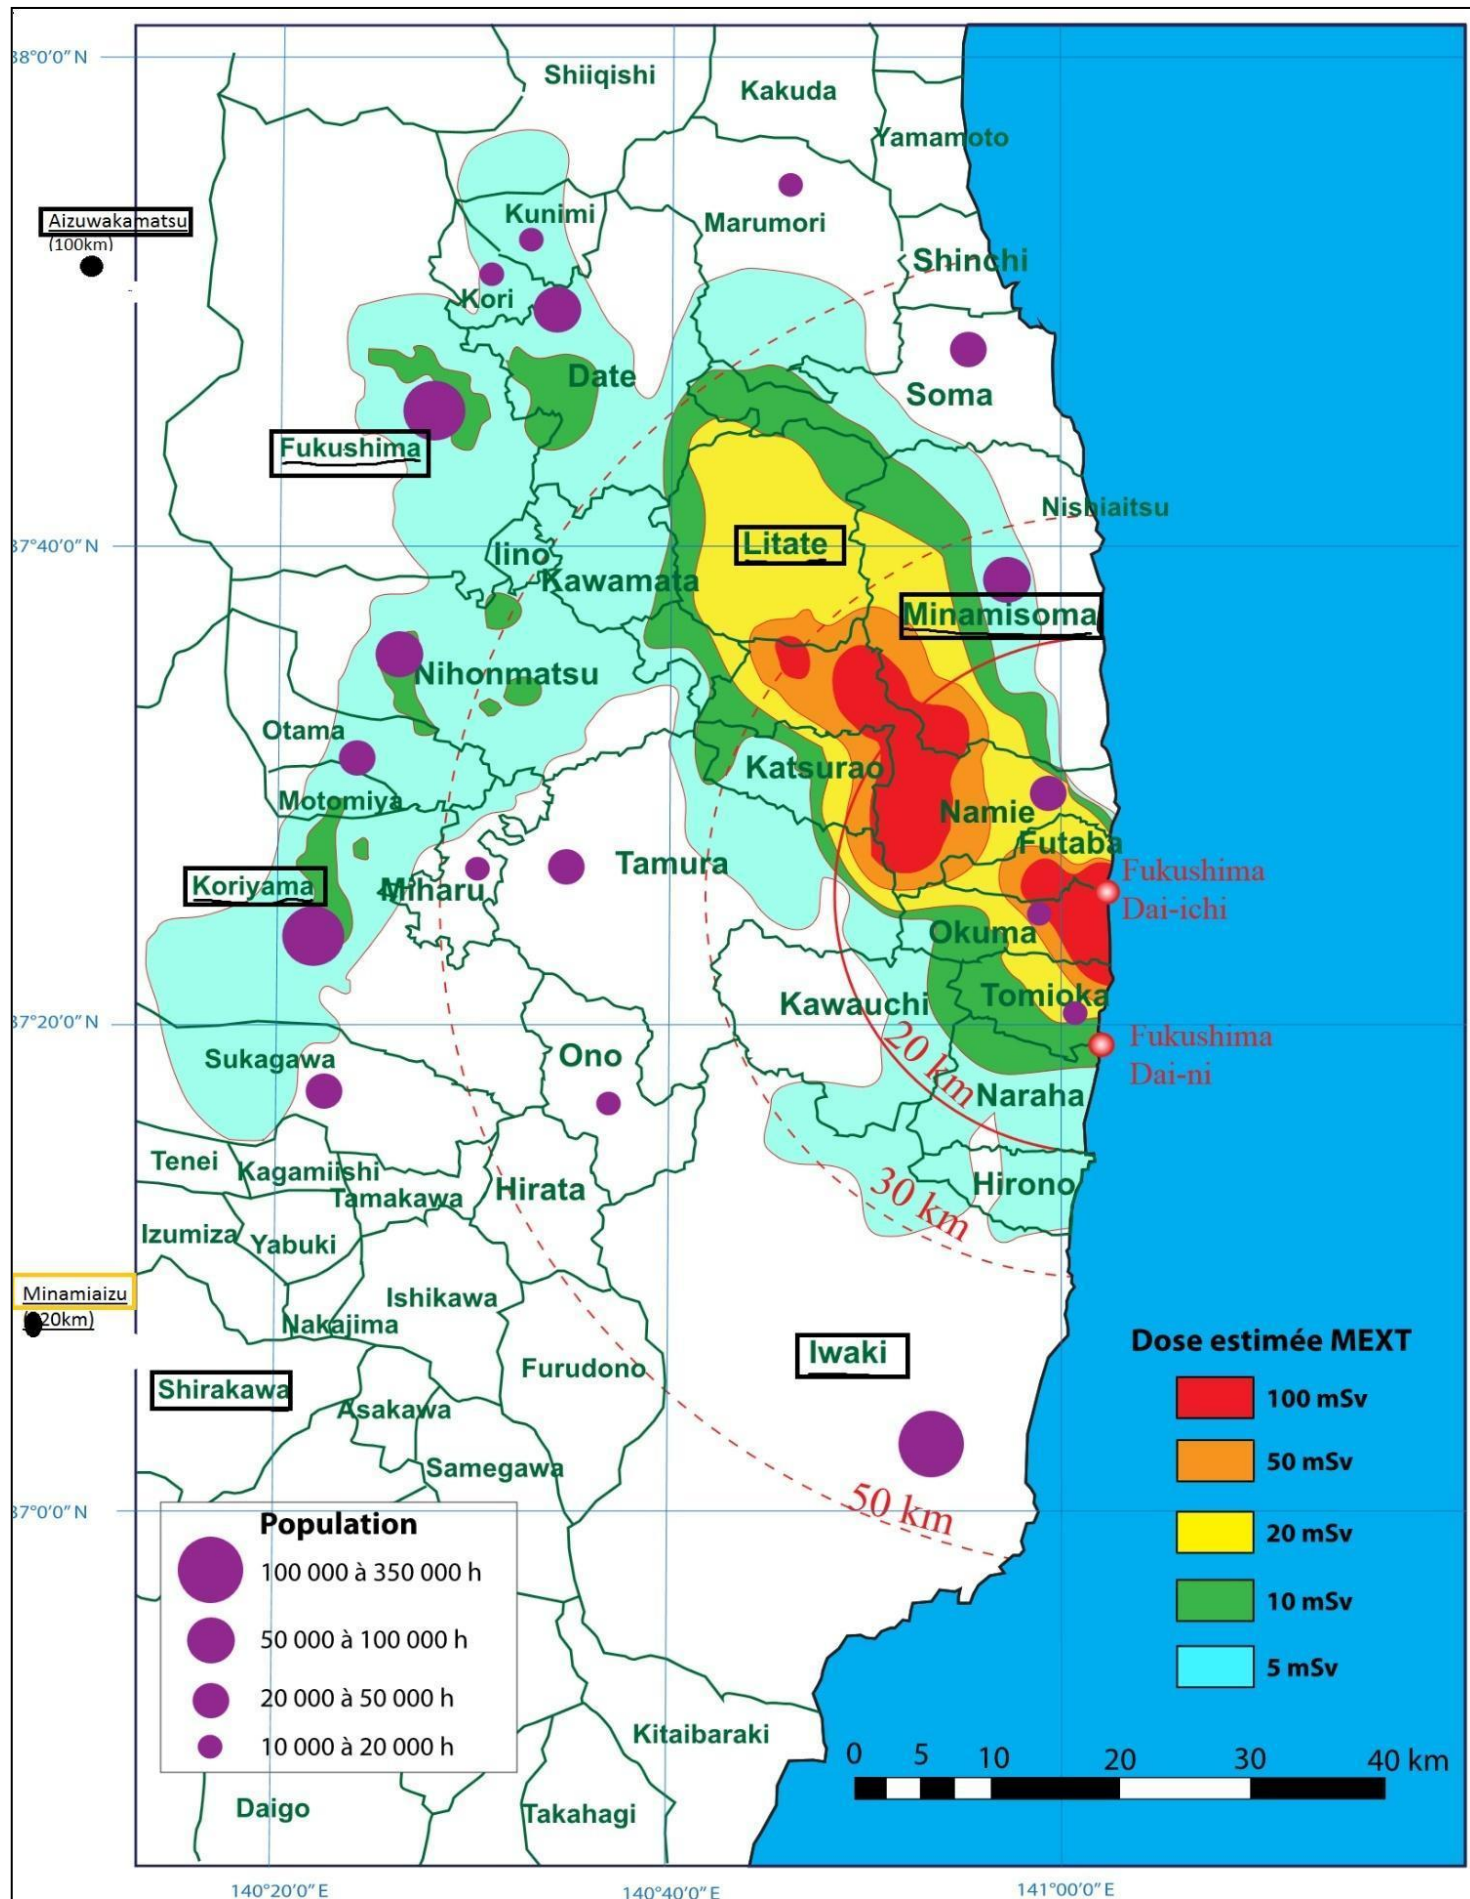 38°0'0"N
Shiiqishi
Kakuda
Yamamoto
Aizuwakamatsu
(100km)
Kunimi
Marumori
Shinchi
Kori
Date
Soma
Fukushima
Nishiaitsu
37°40'0"N
Iino
Litate
Kawamata
Minamisoma
Nihonmatsu
Otama
Katsurao
Motomiya
Namie
Futaba
Tamura
Fukushima
Dai-ichi
Koriyama
Miharu
Okuma
Kawauchi
Tomioka
37°20'0"N
Fukushima
Dai-ni
Sukagawa
Ono
20 km
Naraha
Tenei
Kagamiishi
Tamakawa
Hirata
30 km
Hirono
Izumiza
Yabuki
Minamiaizu
20km)
Ishikawa
Nakajima
Iwaki
Dose estimée MEXT
Furudono
Shirakawa
100 mSv
Asakawa
50 mSv
Samegawa
50 km
37°0'0"N
20 mSv
Population
100 000 à 350 000 h
10 mSv
50 000 à 100 000 h
5 mSv
20 000 à 50 000 h
10 000 à 20 000 h
Kitaibaraki
0 5 10 20 30 40 km
Daigo
Takahagi
140°20'0"E
140°40'0"E
141°00'0"E